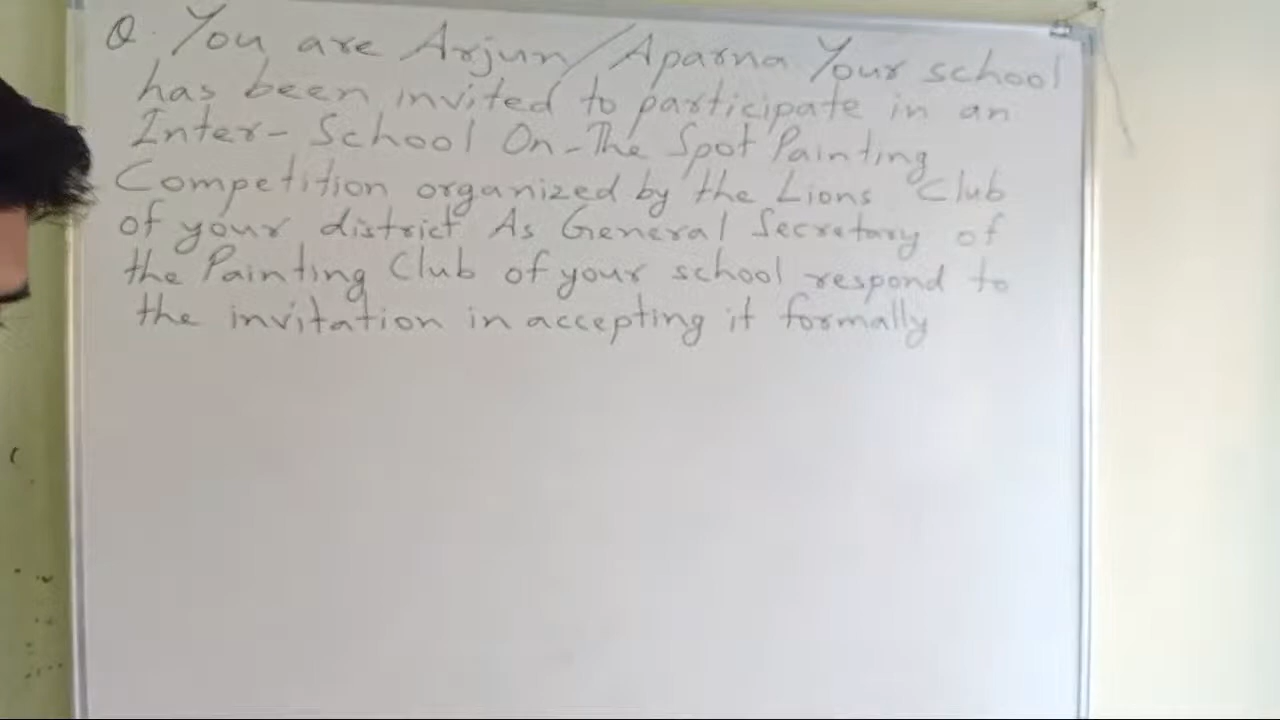 Q. You are Arjun/Aparna Your school
has been invited to participate in an
Inter-School On-The Spot Painting
Competition organized by the Lions Club
of your district As General Secretary of
the Painting Club of your school respond to
the invitation in accepting it formally